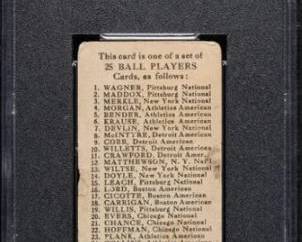 This card is one of a set of
25 BALL PLAYERS
Cards, as follows:
1. WAGNER, Pittsburg National
2. MADDOX, Pittsburg National
3. MERKLE, New York National
4. MORGAN, Athletics American
5. BENDER, Athletics American
6. KRAUSE, Athletics American
7. DEVLIN, New York National
8. McINTYRE, Detroit American
9. COBB, Detroit American
10. WILLETTS, Detroit American
11. CRAWFORD, Detroit Amer.
12. MATTHEWSON, N. Y. Nat'l
13. WILTSE, New York National
14. DOYLE, New York National
15. LEACH, Pittsburg National
16. LORD, Boston American
17. CICOTTE, Boston American
18. CARRIGAN, Boston American
19. WILLIS, Pittsburg National
20. EVERS, Chicago National
21. CHANCE, Chicago National
22. HOFFMAN, Chicago National
23. PLANK, Athletics American